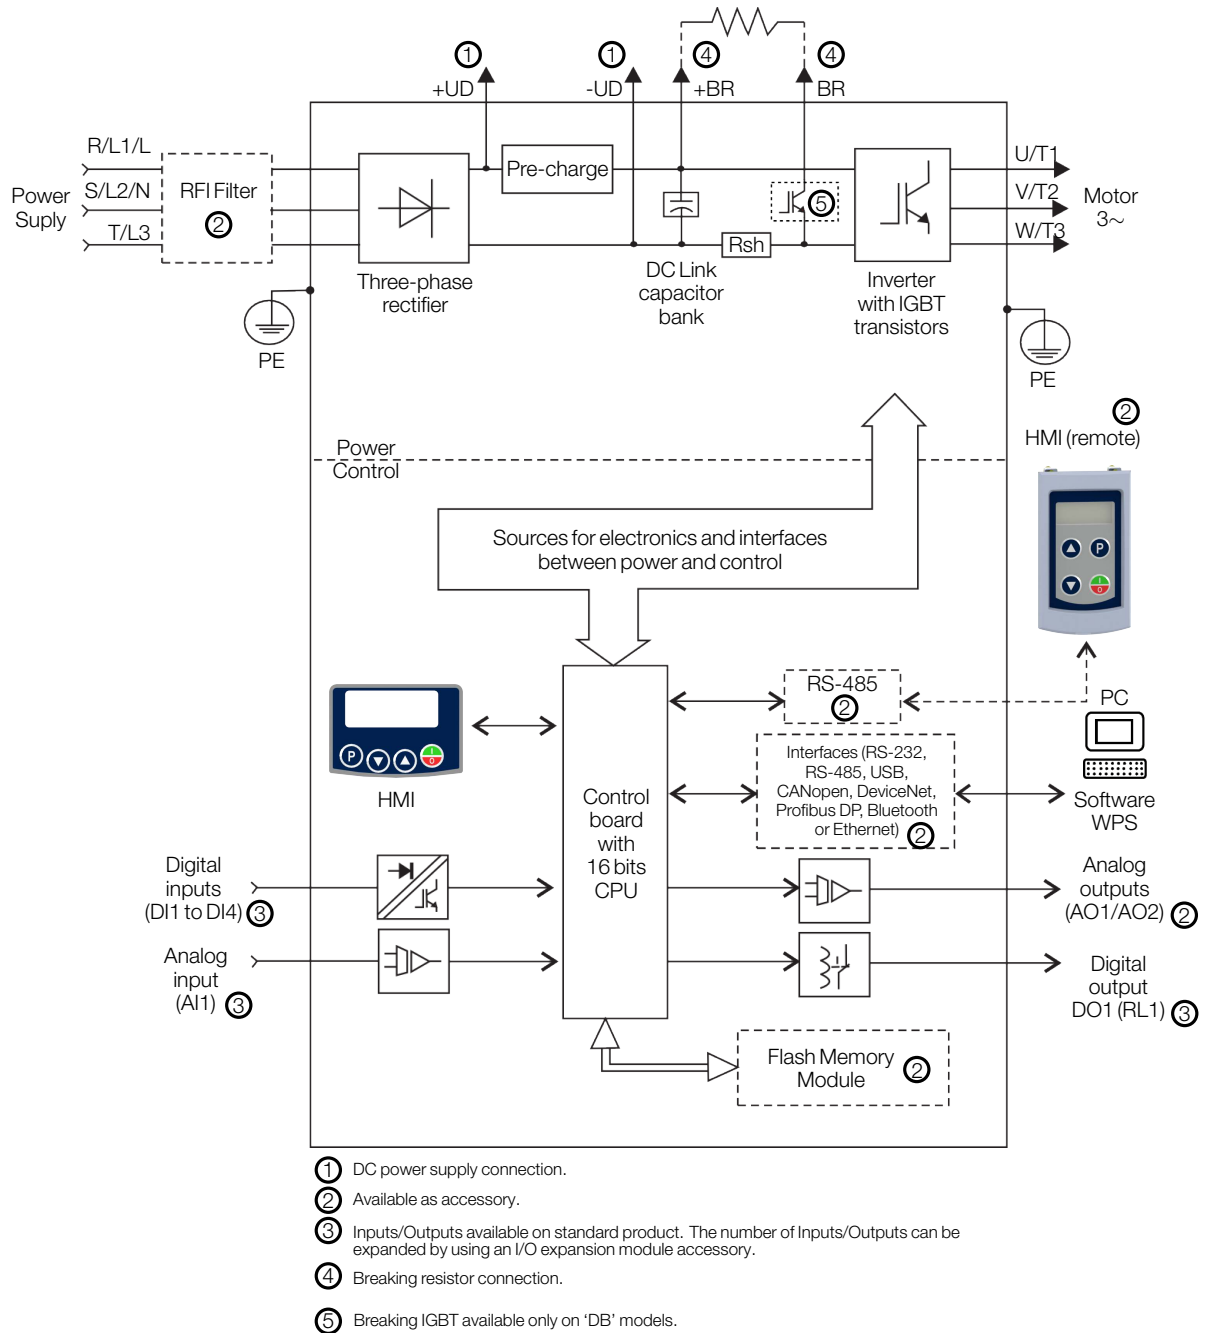 1 1 4 4
+UD -UD +BR BR
R/L1/L
S/L2/N
T/L3
Power
Suply
RFI Filter
2
Pre-charge
5
Rsh
U/T1
V/T2
W/T3
Motor
3~
Three-phase
rectifier
DC Link
capacitor
bank
Inverter
with IGBT
transistors
PE
PE
Power
Control
2
HMI (remote)
P
I
0
Sources for electronics and interfaces
between power and control
RS-485
2
PC
Software
WPS
P
I
0
HMI
Control
board
with
16 bits
CPU
Interfaces (RS-232,
RS-485, USB,
CANopen, DeviceNet,
Profibus DP, Bluetooth
or Ethernet) 2
Digital
inputs
(DI1 to DI4) 3
Analog
outputs
(AO1/AO2) 2
Analog
input
(AI1) 3
Digital
output
DO1 (RL1) 3
Flash Memory
Module 2
1 DC power supply connection.
2 Available as accessory.
3 Inputs/Outputs available on standard product. The number of Inputs/Outputs can be
expanded by using an I/O expansion module accessory.
4 Breaking resistor connection.
5 Breaking IGBT available only on ‘DB’ models.